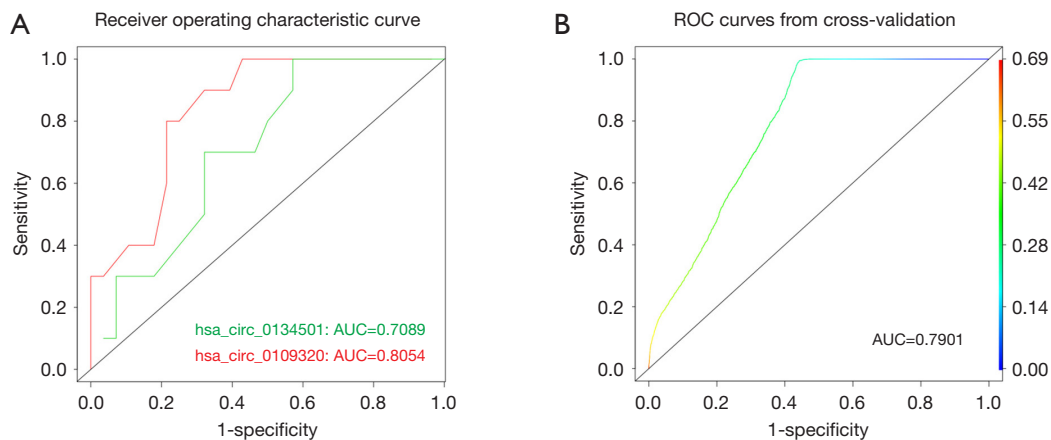 A
Receiver operating characteristic curve
1.0
0.8
0.6
0.4
0.2
0.0
Sensitivity
hsa_circ_0134501: AUC=0.7089
hsa_circ_0109320: AUC=0.8054
0.0 0.2 0.4 0.6 0.8 1.0
1-specificity
B
ROC curves from cross-validation
1.0
0.8
0.6
0.4
0.2
0.0
Sensitivity
AUC=0.7901
0.0 0.2 0.4 0.6 0.8 1.0
1-specificity
0.69
0.55
0.42
0.28
0.14
0.00